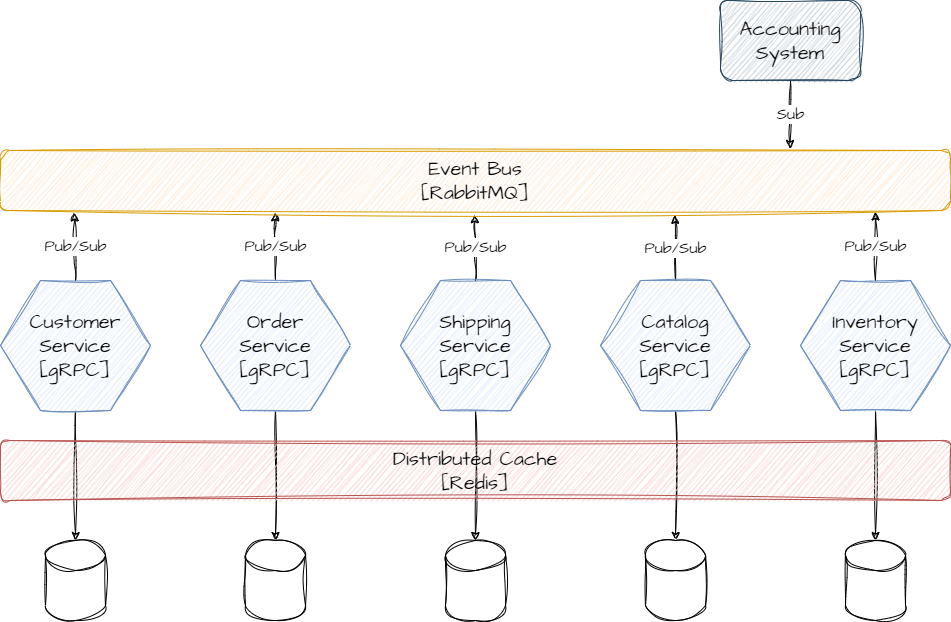 Accounting
System
Sub
Event Bus
[RabbitMQ]
Pub/Sub
Pub/Sub
Pub/Sub
Pub/Sub
Pub/Sub
Customer
Service
[gRPC]
Order
Service
[gRPC]
Shipping
Service
[gRPC]
Catalog
Service
[gRPC]
Inventory
Service
[gRPC]
Distributed Cache
[Redis]